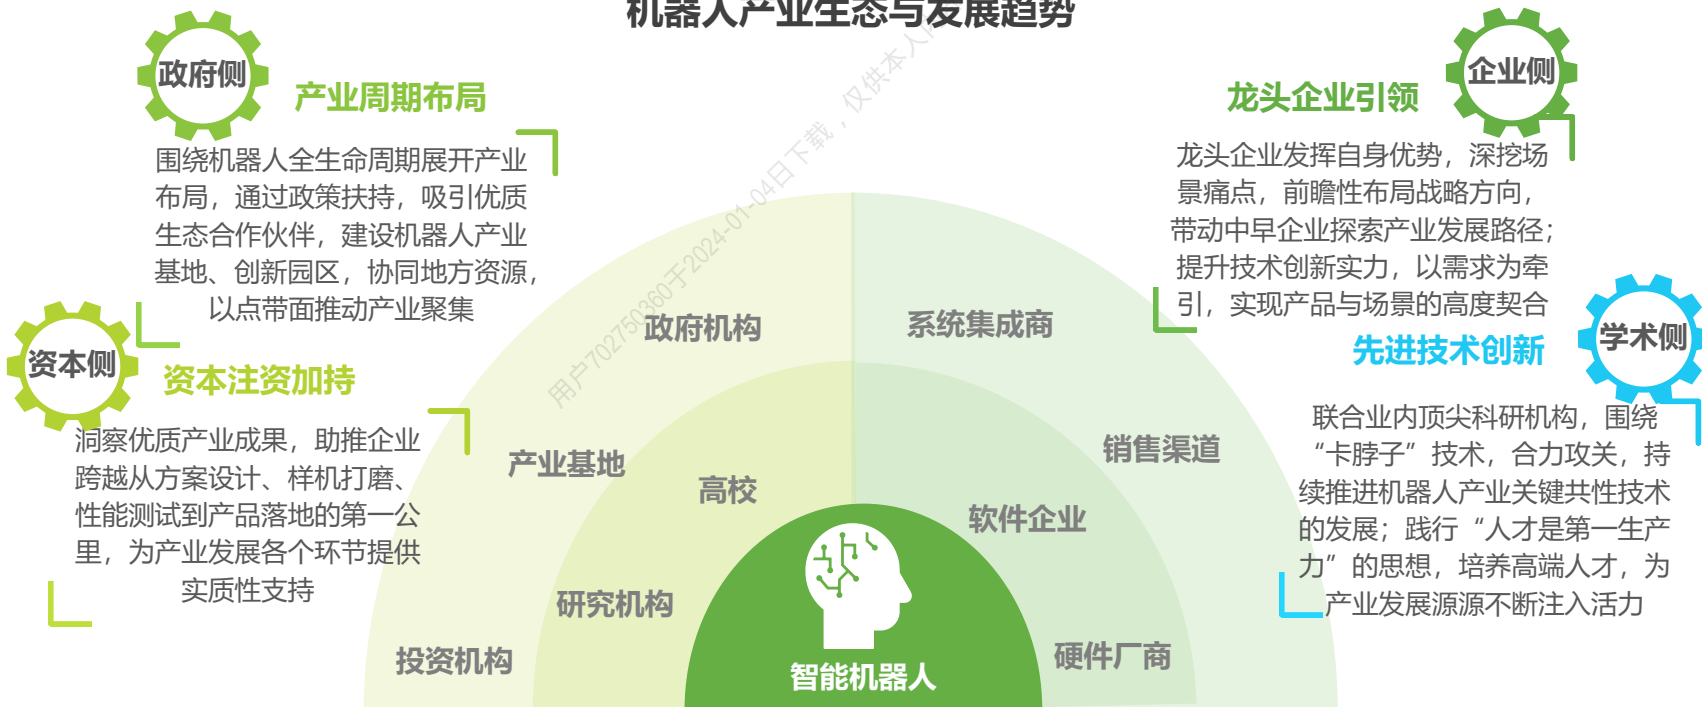 机器人产业生态与发展趋势
政府侧
产业周期布局
围绕机器人全生命周期展开产业
布局，通过政策扶持，吸引优质
生态合作伙伴，建设机器人产业
基地、创新园区，协同地方资源，
以点带面推动产业聚集
资本侧
资本注资加持
洞察优质产业成果，助推企业
跨越从方案设计、样机打磨、
性能测试到产品落地的第一公
里，为产业发展各个环节提供
实质性支持
企业侧
龙头企业引领
龙头企业发挥自身优势，深挖场
景痛点，前瞻性布局战略方向，
带动中早企业探索产业发展路径；
提升技术创新实力，以需求为牵
引，实现产品与场景的高度契合
学术侧
先进技术创新
联合业内顶尖科研机构，围绕
“卡脖子”技术，合力攻关，持
续推进机器人产业关键共性技术
的发展；践行“人才是第一生产
力”的思想，培养高端人才，为
产业发展源源不断注入活力
政府机构
系统集成商
产业基地
高校
销售渠道
软件企业
研究机构
投资机构
硬件厂商
智能机器人
用户702750360于2024-01-04日下载，仅供本人